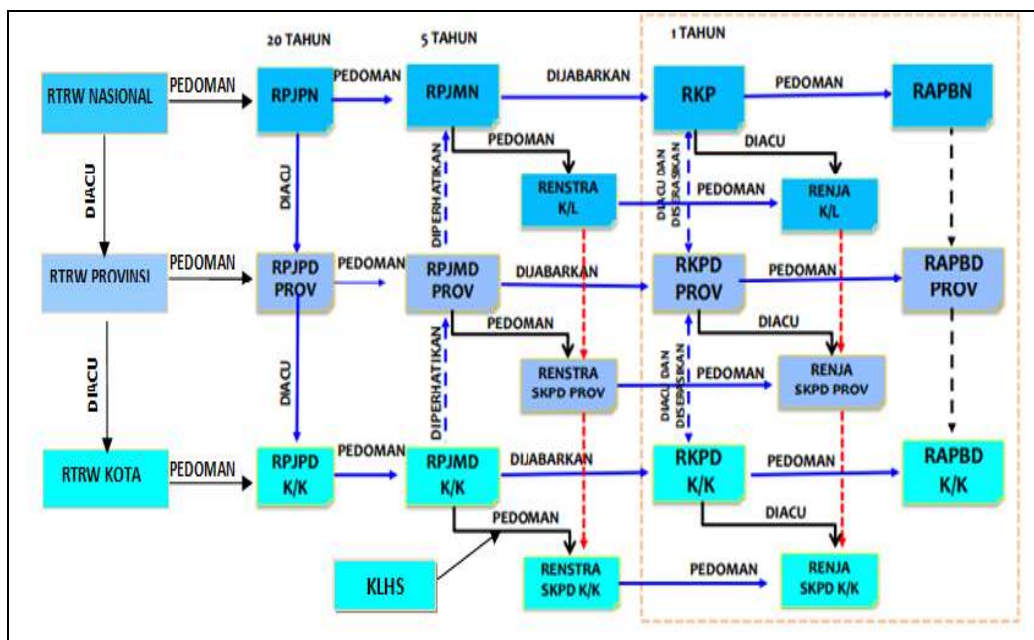 20 TAHUN
5 TAHUN
1 TAHUN
RTRW NASIONAL
PEDOMAN
RPJPN
PEDOMAN
RPJMN
DIJABARKAN
RKP
PEDOMAN
RAPBN
DIACU
DIACU
DIPERHATIKAN
PEDOMAN
RENSTRA
K/L
DIACU DAN
DISERASIKAN
PEDOMAN
DIACU
RENJA
K/L
RTRW PROVINSI
PEDOMAN
RPJPD
PROV
PEDOMAN
RPJMD
PROV
DIJABARKAN
RKPD
PROV
PEDOMAN
RAPBD
PROV
DIACU
DIACU
DIPERHATIKAN
PEDOMAN
RENSTRA
SKPD PROV
DIACU DAN
DISERASIKAN
PEDOMAN
DIACU
RENJA
SKPD PROV
RTRW KOTA
PEDOMAN
RPJPD
K/K
PEDOMAN
RPJMD
K/K
DIJABARKAN
RKPD
K/K
PEDOMAN
RAPBD
K/K
KLHS
PEDOMAN
RENSTRA
SKPD K/K
PEDOMAN
DIACU
RENJA
SKPD K/K